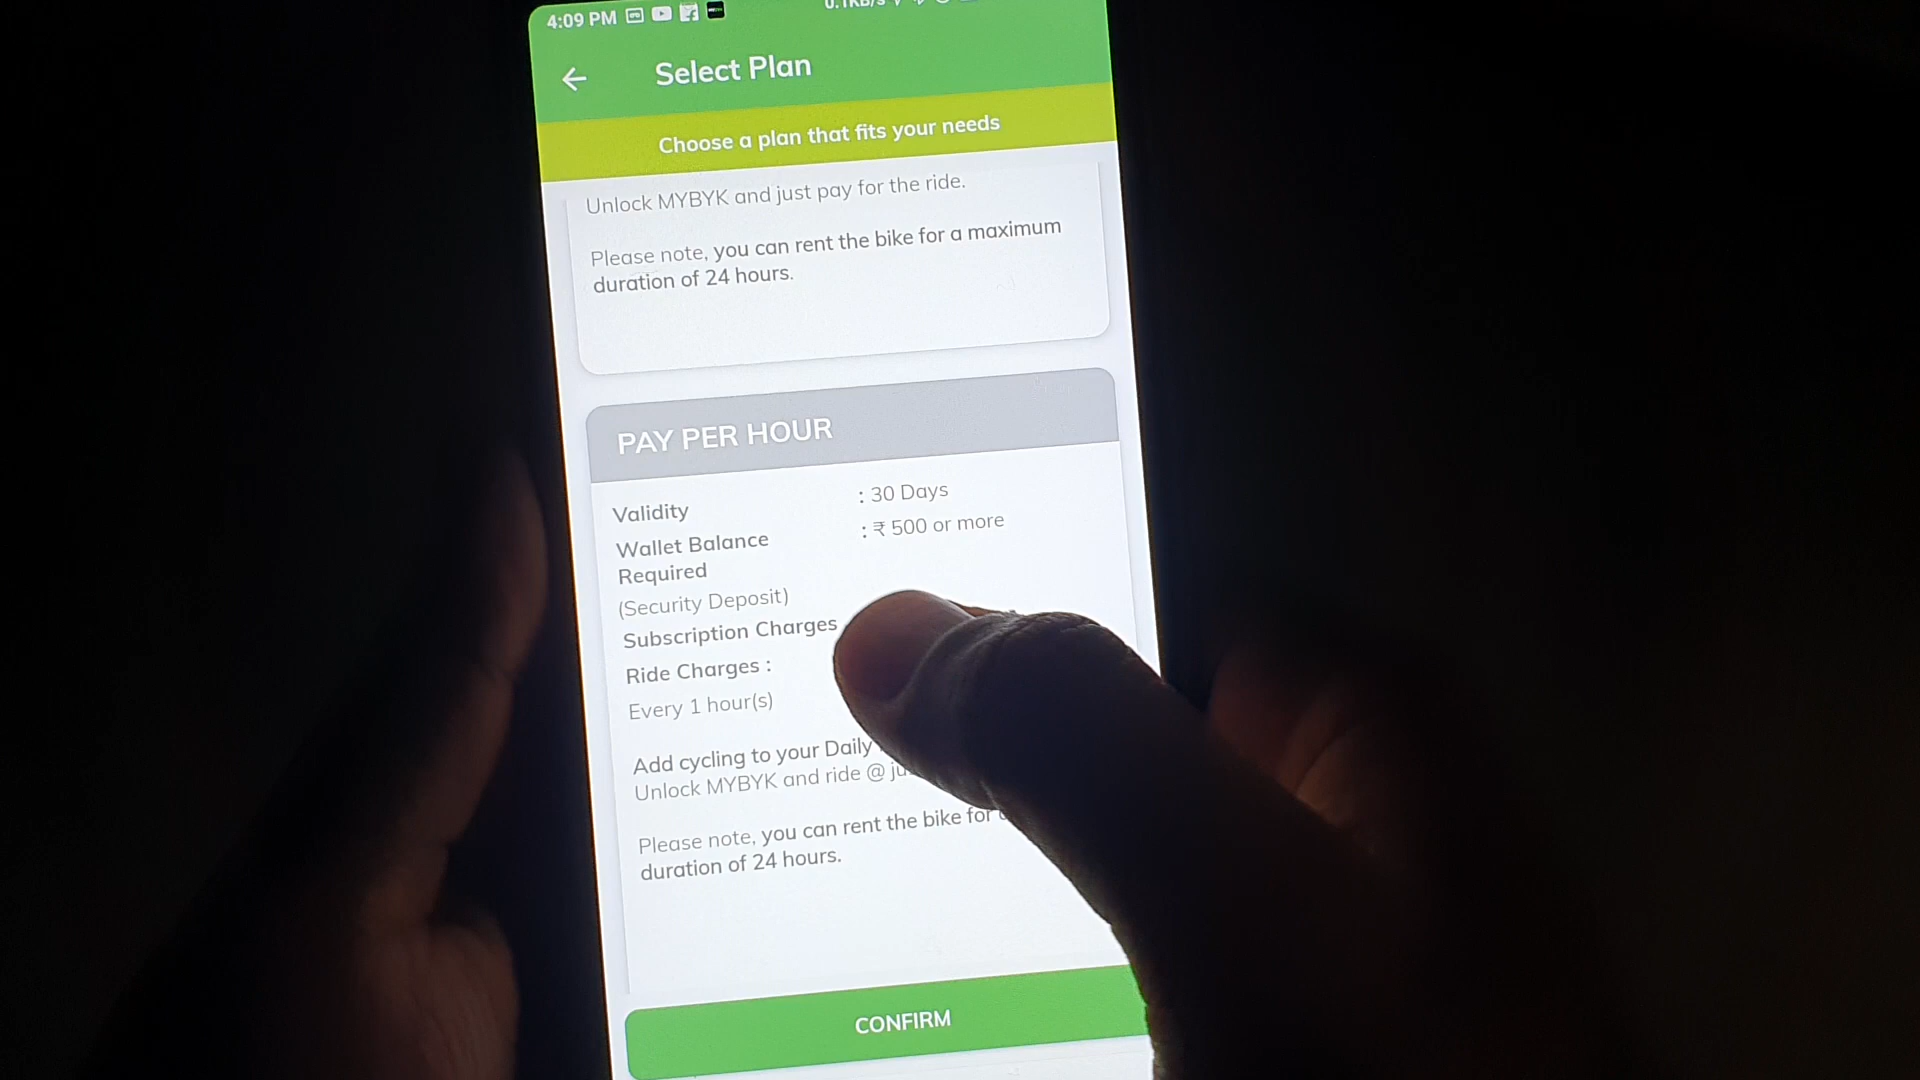 4:09 PM
Select Plan
Choose a plan that fits your needs
Unlock MYBYK and just pay for the ride.
Please note, you can rent the bike for a maximum
duration of 24 hours.
PAY PER HOUR
Validity : 30 Days
Wallet Balance : ₹ 500 or more
Required
(Security Deposit)
Subscription Charges
Ride Charges :
Every 1 hour(s)
Add cycling to your Daily
Unlock MYBYK and ride @
Please note, you can rent the bike for
duration of 24 hours.
CONFIRM